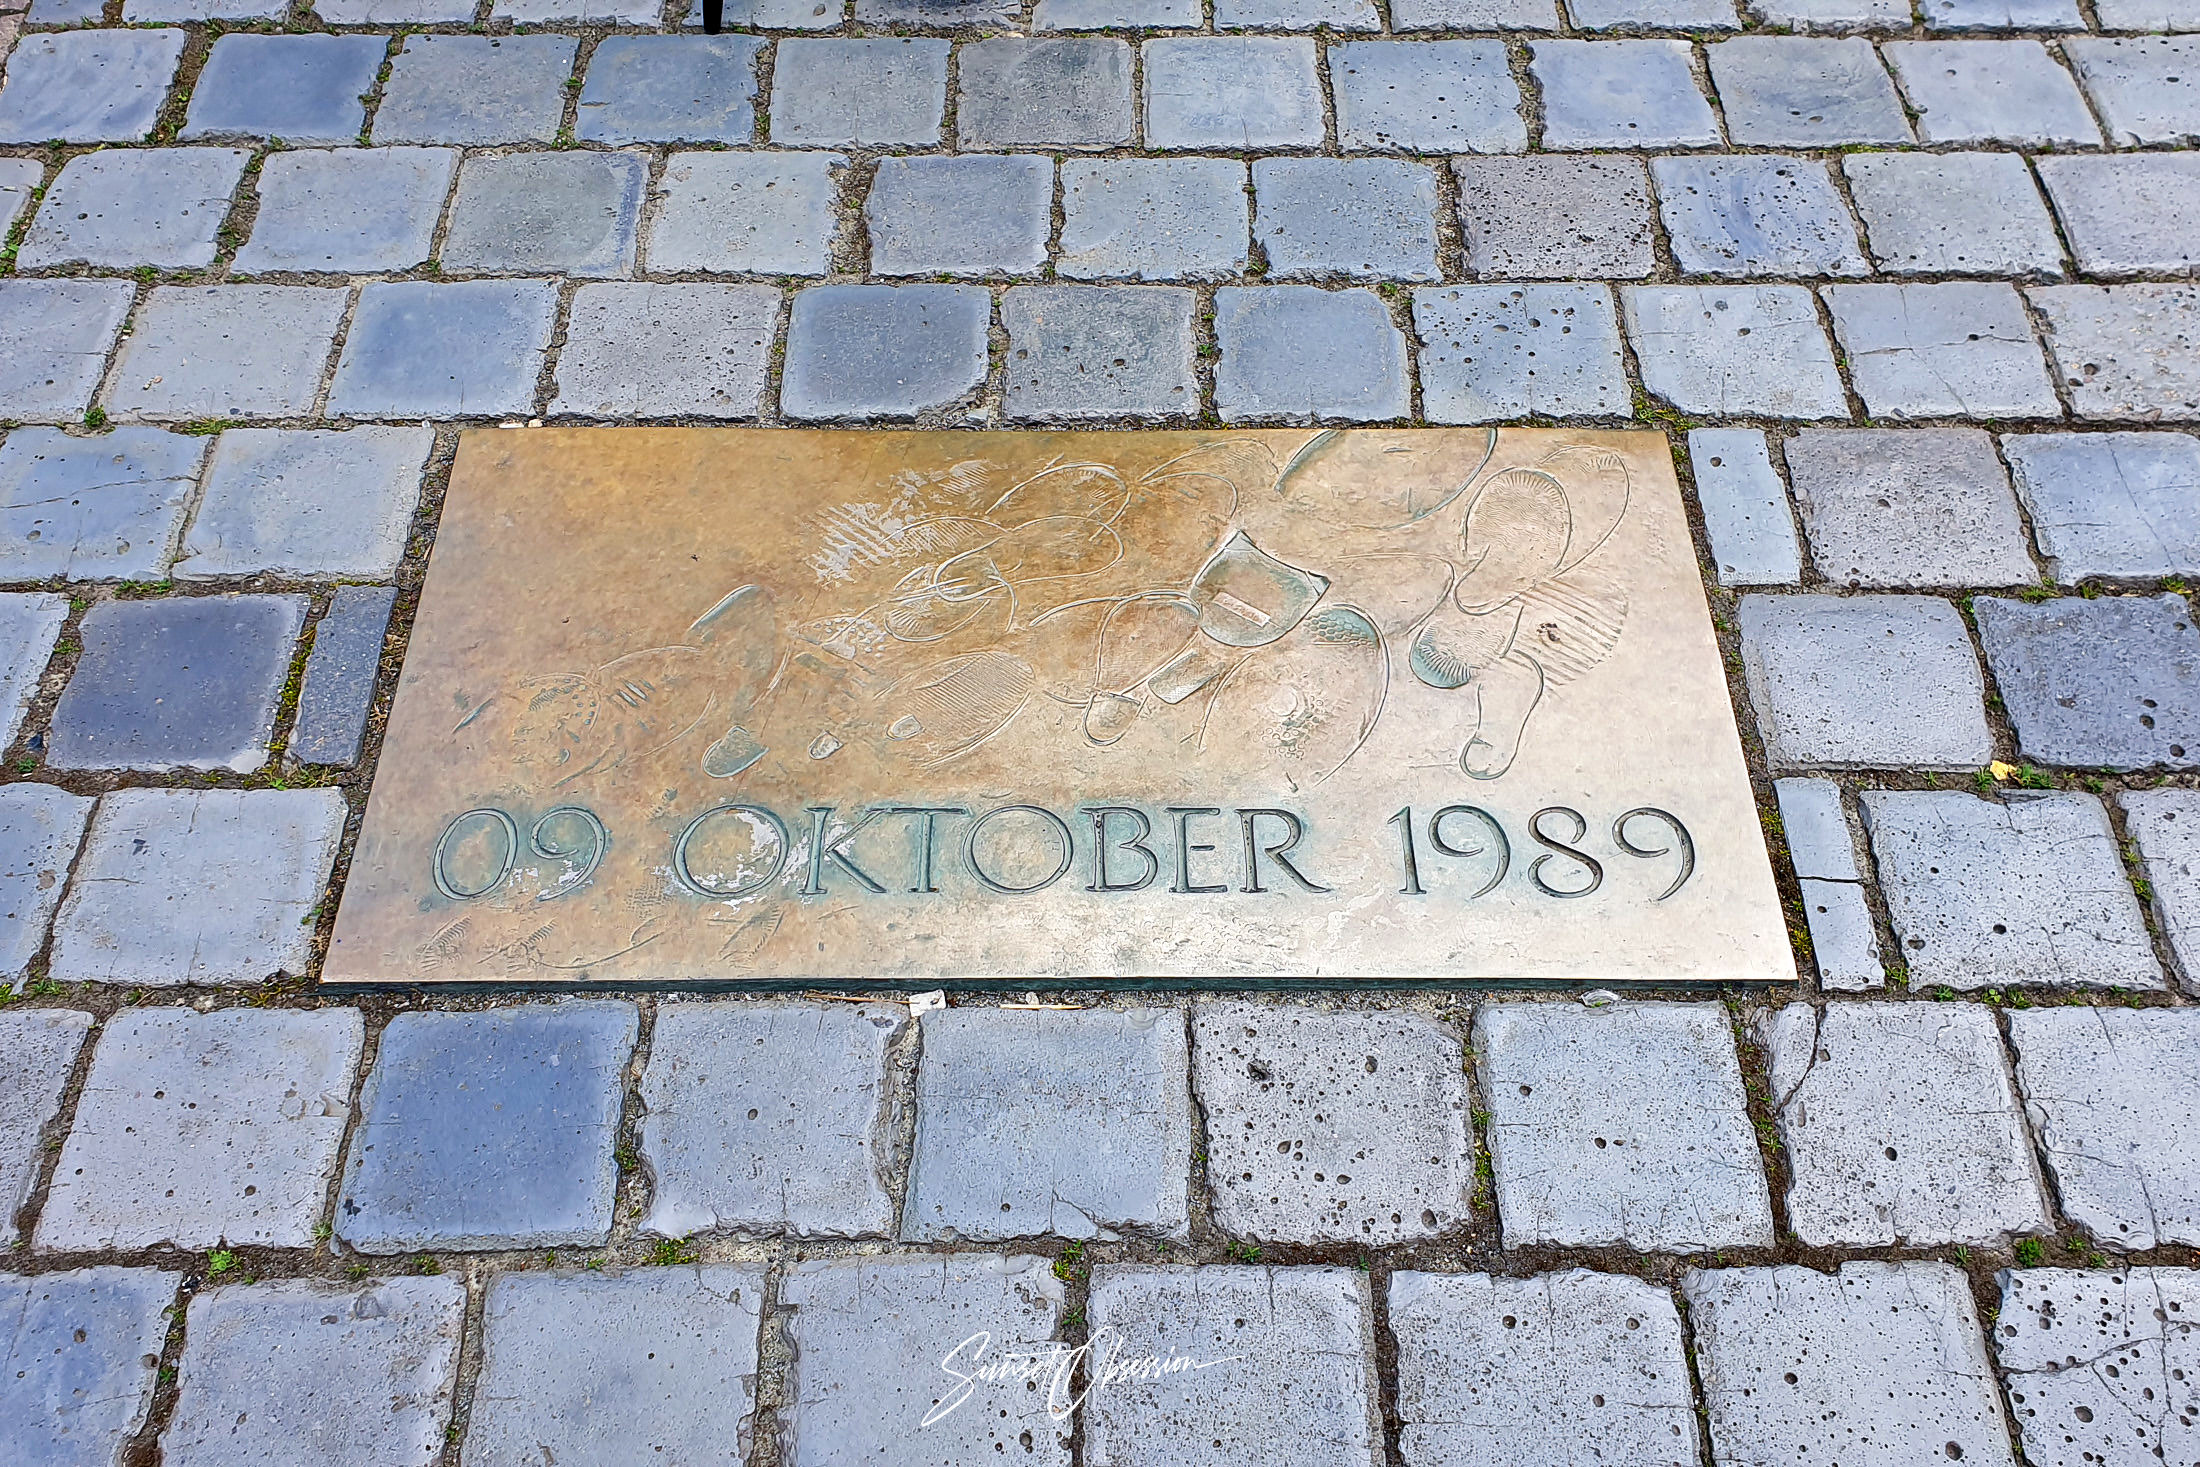 09 OKTOBER 1989
Sunset Obsession